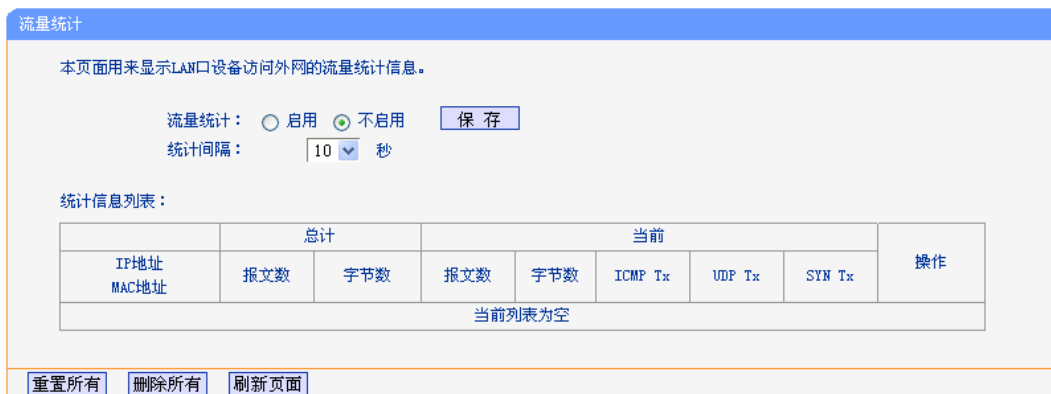 流量统计
本页面用来显示LAN口设备访问外网的流量统计信息。
流量统计： 启用 不启用 保 存
统计间隔： 10 秒
统计信息列表：
总计 当前
IP地址
MAC地址 报文数 字节数 报文数 字节数 ICMP Tx UDP Tx SYN Tx 操作
当前列表为空
重置所有 删除所有 刷新页面